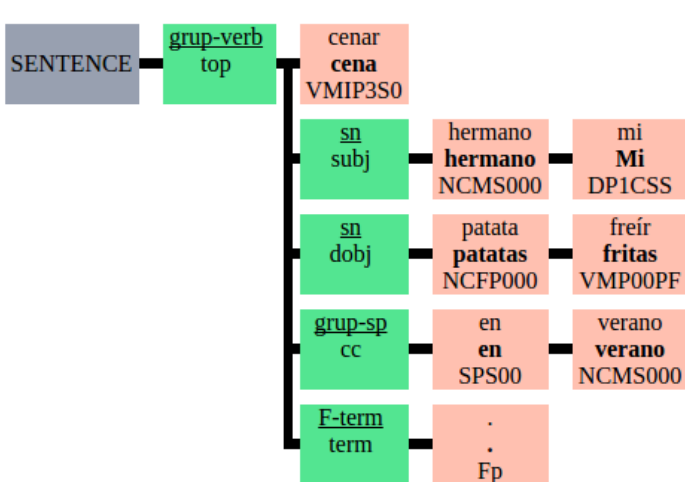 SENTENCE
grup-verb
top
cenar
cena
VMIP3S0
sn
subj
hermano
hermano
NCMS000
mi
Mi
DP1CSS
sn
dobj
patata
patatas
NCFP000
freír
fritas
VMP00PF
grup-sp
cc
en
en
SPS00
verano
verano
NCMS000
F-term
term
.
.
Fp